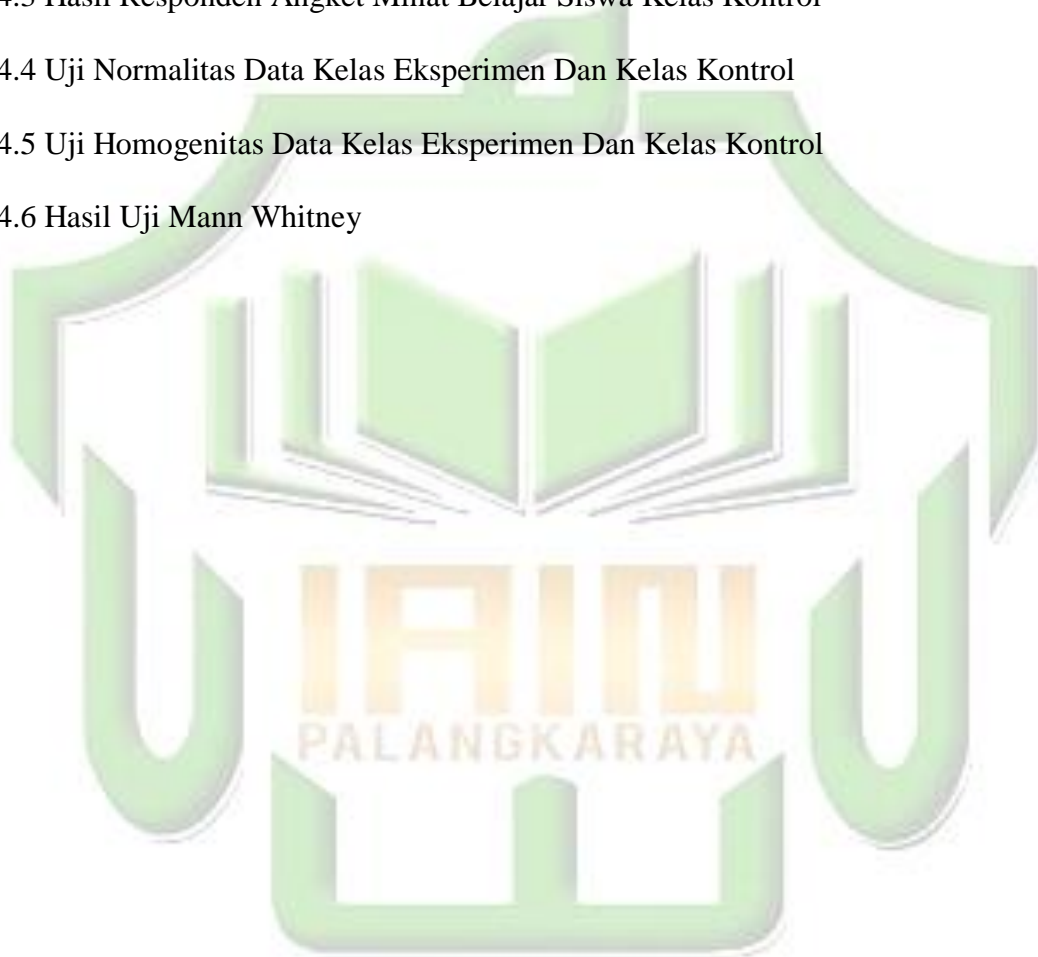 4.3 Hasil Responden Angket Minat Belajar Siswa Kelas Kontrol
4.4 Uji Normalitas Data Kelas Eksperimen Dan Kelas Kontrol
4.5 Uji Homogenitas Data Kelas Eksperimen Dan Kelas Kontrol
4.6 Hasil Uji Mann Whitney
IAIN
PALANGKARAYA